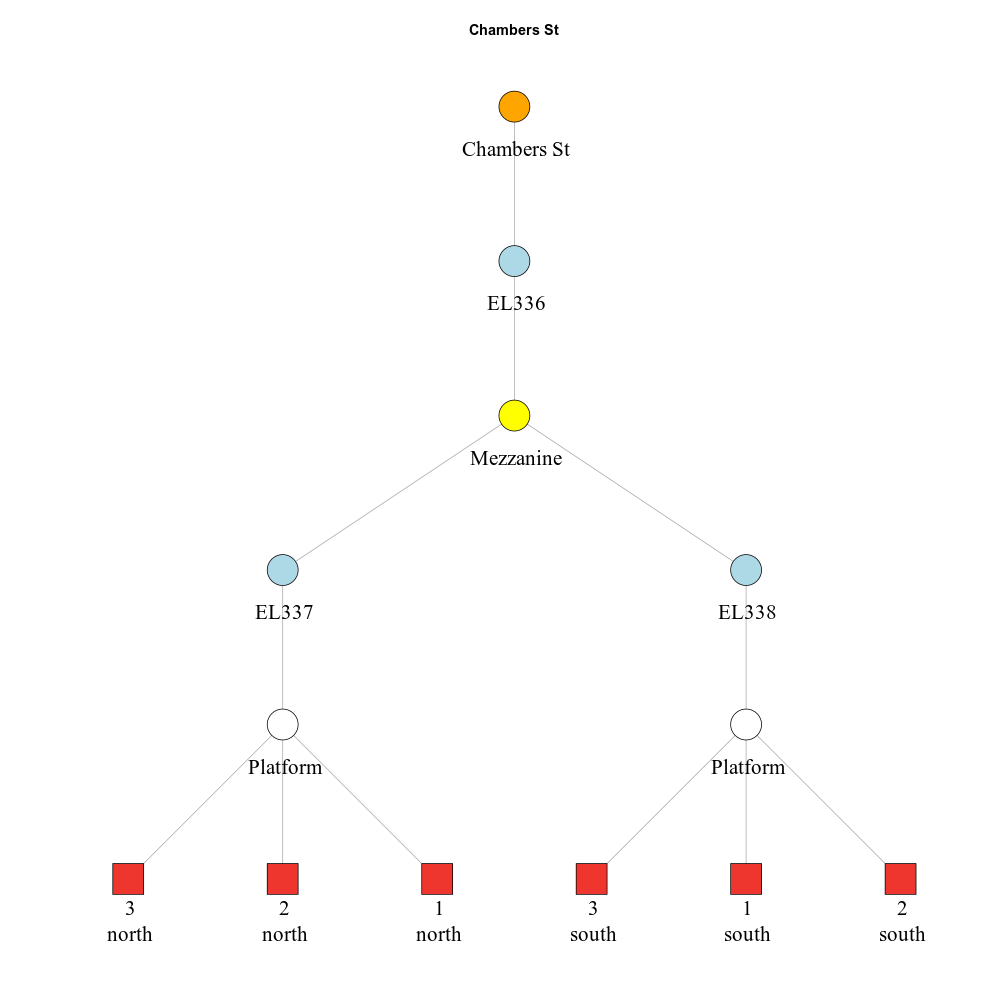 Chambers St
Chambers St
EL336
Mezzanine
EL337
EL338
Platform
Platform
3
north
2
north
1
north
3
south
1
south
2
south